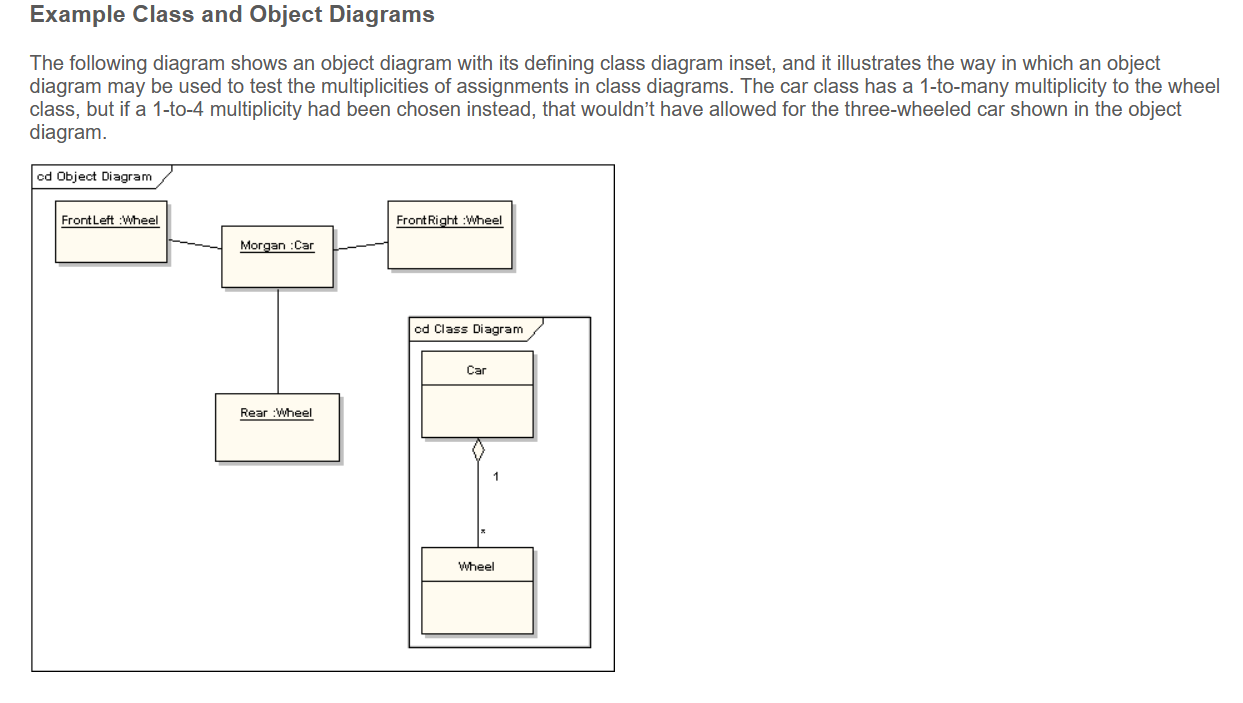 Example Class and Object Diagrams
The following diagram shows an object diagram with its defining class diagram inset, and it illustrates the way in which an object
diagram may be used to test the multiplicities of assignments in class diagrams. The car class has a 1-to-many multiplicity to the wheel
class, but if a 1-to-4 multiplicity had been chosen instead, that wouldn’t have allowed for the three-wheeled car shown in the object
diagram.
cd Object Diagram
FrontLeft :Wheel
FrontRight :Wheel
Morgan :Car
cd Class Diagram
Car
Rear :Wheel
1
*
Wheel